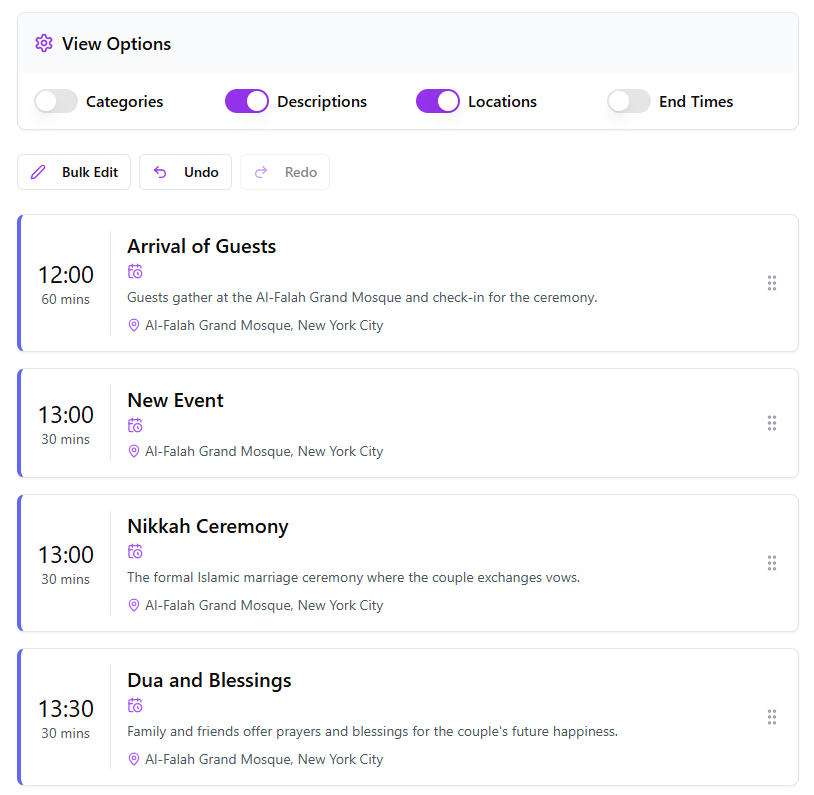 View Options
Categories Descriptions Locations End Times
Bulk Edit Undo Redo
Arrival of Guests
12:00
60 mins
Guests gather at the Al-Falah Grand Mosque and check-in for the ceremony.
Al-Falah Grand Mosque, New York City
New Event
13:00
30 mins
Al-Falah Grand Mosque, New York City
Nikkah Ceremony
13:00
30 mins
The formal Islamic marriage ceremony where the couple exchanges vows.
Al-Falah Grand Mosque, New York City
Dua and Blessings
13:30
30 mins
Family and friends offer prayers and blessings for the couple's future happiness.
Al-Falah Grand Mosque, New York City